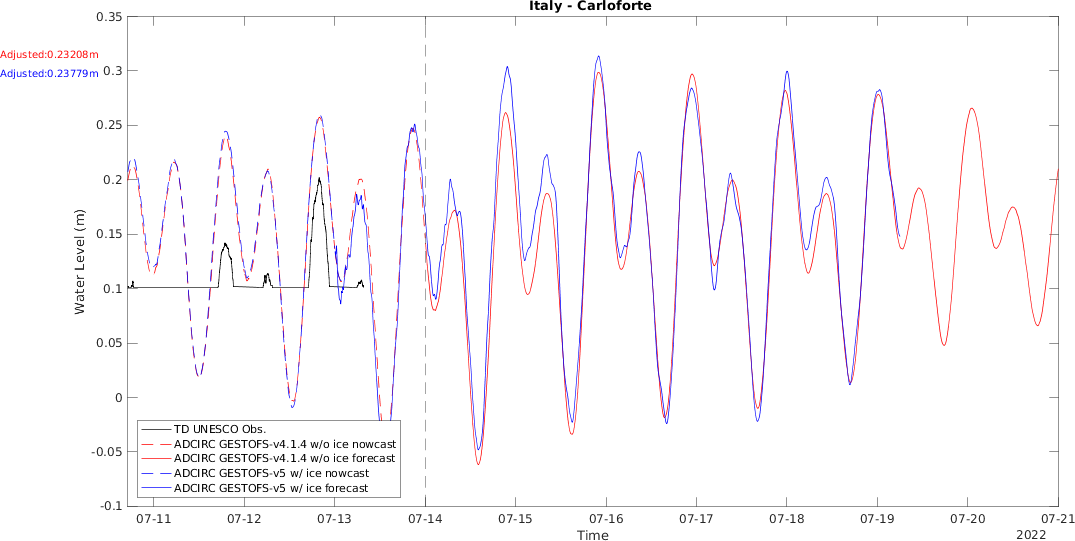 Italy - Carloforte
Adjusted:0.23208m
Adjusted:0.23779m
Water Level (m)
0.35
0.3
0.25
0.2
0.15
0.1
0.05
0
-0.05
-0.1
TD UNESCO Obs.
ADCIRC GESTOFS-v4.1.4 w/o ice nowcast
ADCIRC GESTOFS-v4.1.4 w/o ice forecast
ADCIRC GESTOFS-v5 w/ ice nowcast
ADCIRC GESTOFS-v5 w/ ice forecast
07-11 07-12 07-13 07-14 07-15 07-16 07-17 07-18 07-19 07-20 07-21
Time
2022